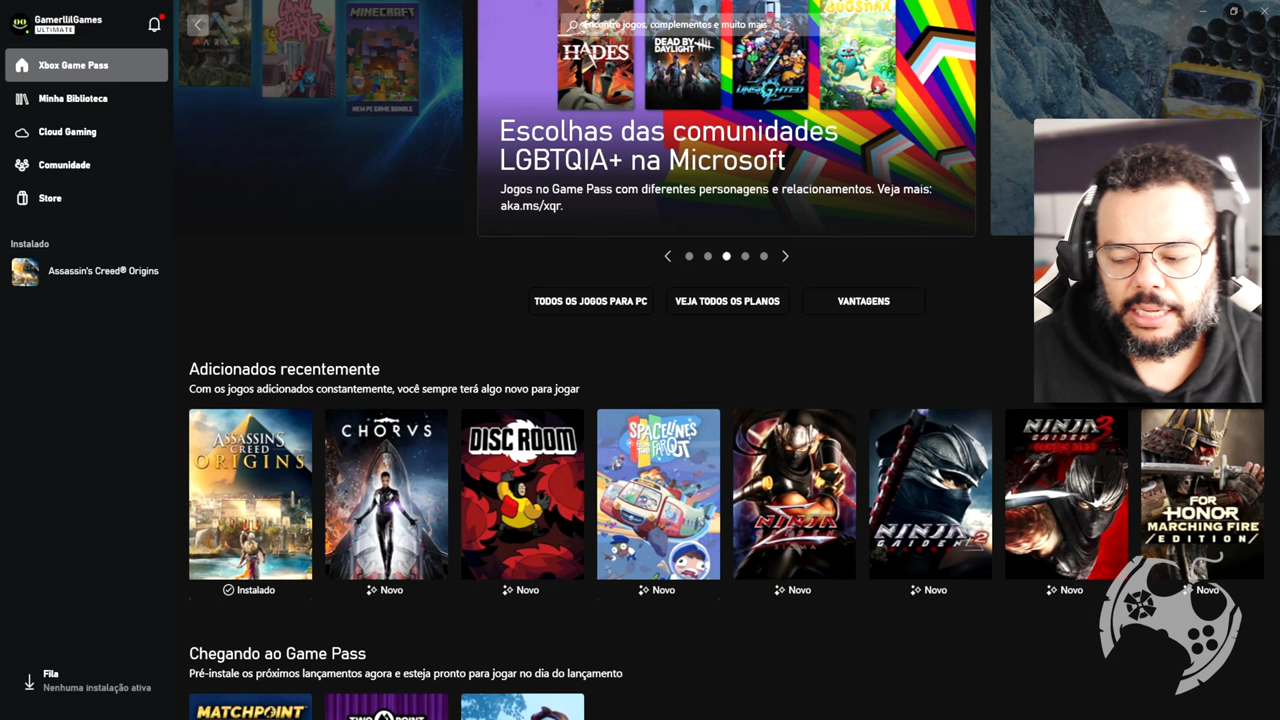 GamerIlIGames
ULTIMATE
Xbox Game Pass
Minha Biblioteca
Cloud Gaming
Comunidade
Store
Instalado
Assassin's Creed® Origins
Fila
Nenhuma instalação ativa
Encontre jogos, complementos e muito mais
MINECRAFT
NEW PC GAME BUNDLE
HADES
DEAD BY
DAYLIGHT
UNSIGHTED
Escolhas das comunidades
LGBTQIA+ na Microsoft
Jogos no Game Pass com diferentes personagens e relacionamentos. Veja mais:
aka.ms/xqr.
TODOS OS JOGOS PARA PC
VEJA TODOS OS PLANOS
VANTAGENS
Adicionados recentemente
Com os jogos adicionados constantemente, você sempre terá algo novo para jogar
ASSASSIN'S
CREED
ORIGINS
CHORVS
DISC ROOM
SPACELINES
FROM THE FAR OUT
NINJA
GAIDEN
SIGMA
NINJA
GAIDEN 2
NINJA
GAIDEN 3
FOR
HONOR
MARCHING FIRE
/EDITION/
Instalado
Novo
Novo
Novo
Novo
Novo
Novo
Novo
Chegando ao Game Pass
Pré-instale os próximos lançamentos agora e esteja pronto para jogar no dia do lançamento
MATCHPOINT
TWO POINT